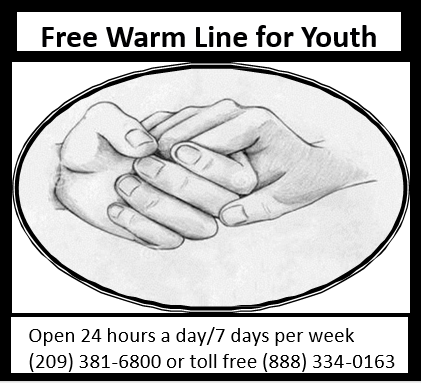 Free Warm Line for Youth
Open 24 hours a day/7 days per week
(209) 381-6800 or toll free (888) 334-0163